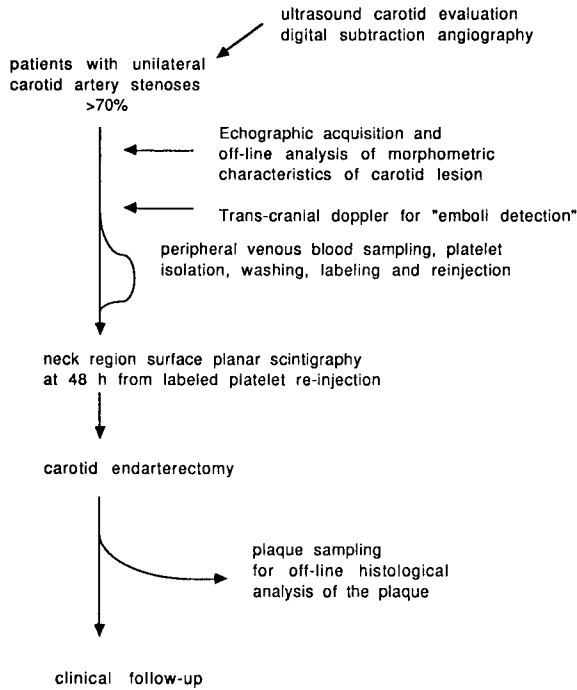 ultrasound carotid evaluation
digital subtraction angiography
patients with unilateral
carotid artery stenoses
>70%
Echographic acquisition and
off-line analysis of morphometric
characteristics of carotid lesion
Trans-cranial doppler for "emboli detection"
peripheral venous blood sampling, platelet
isolation, washing, labeling and reinjection
neck region surface planar scintigraphy
at 48 h from labeled platelet re-injection
carotid endarterectomy
plaque sampling
for off-line histological
analysis of the plaque
clinical follow-up